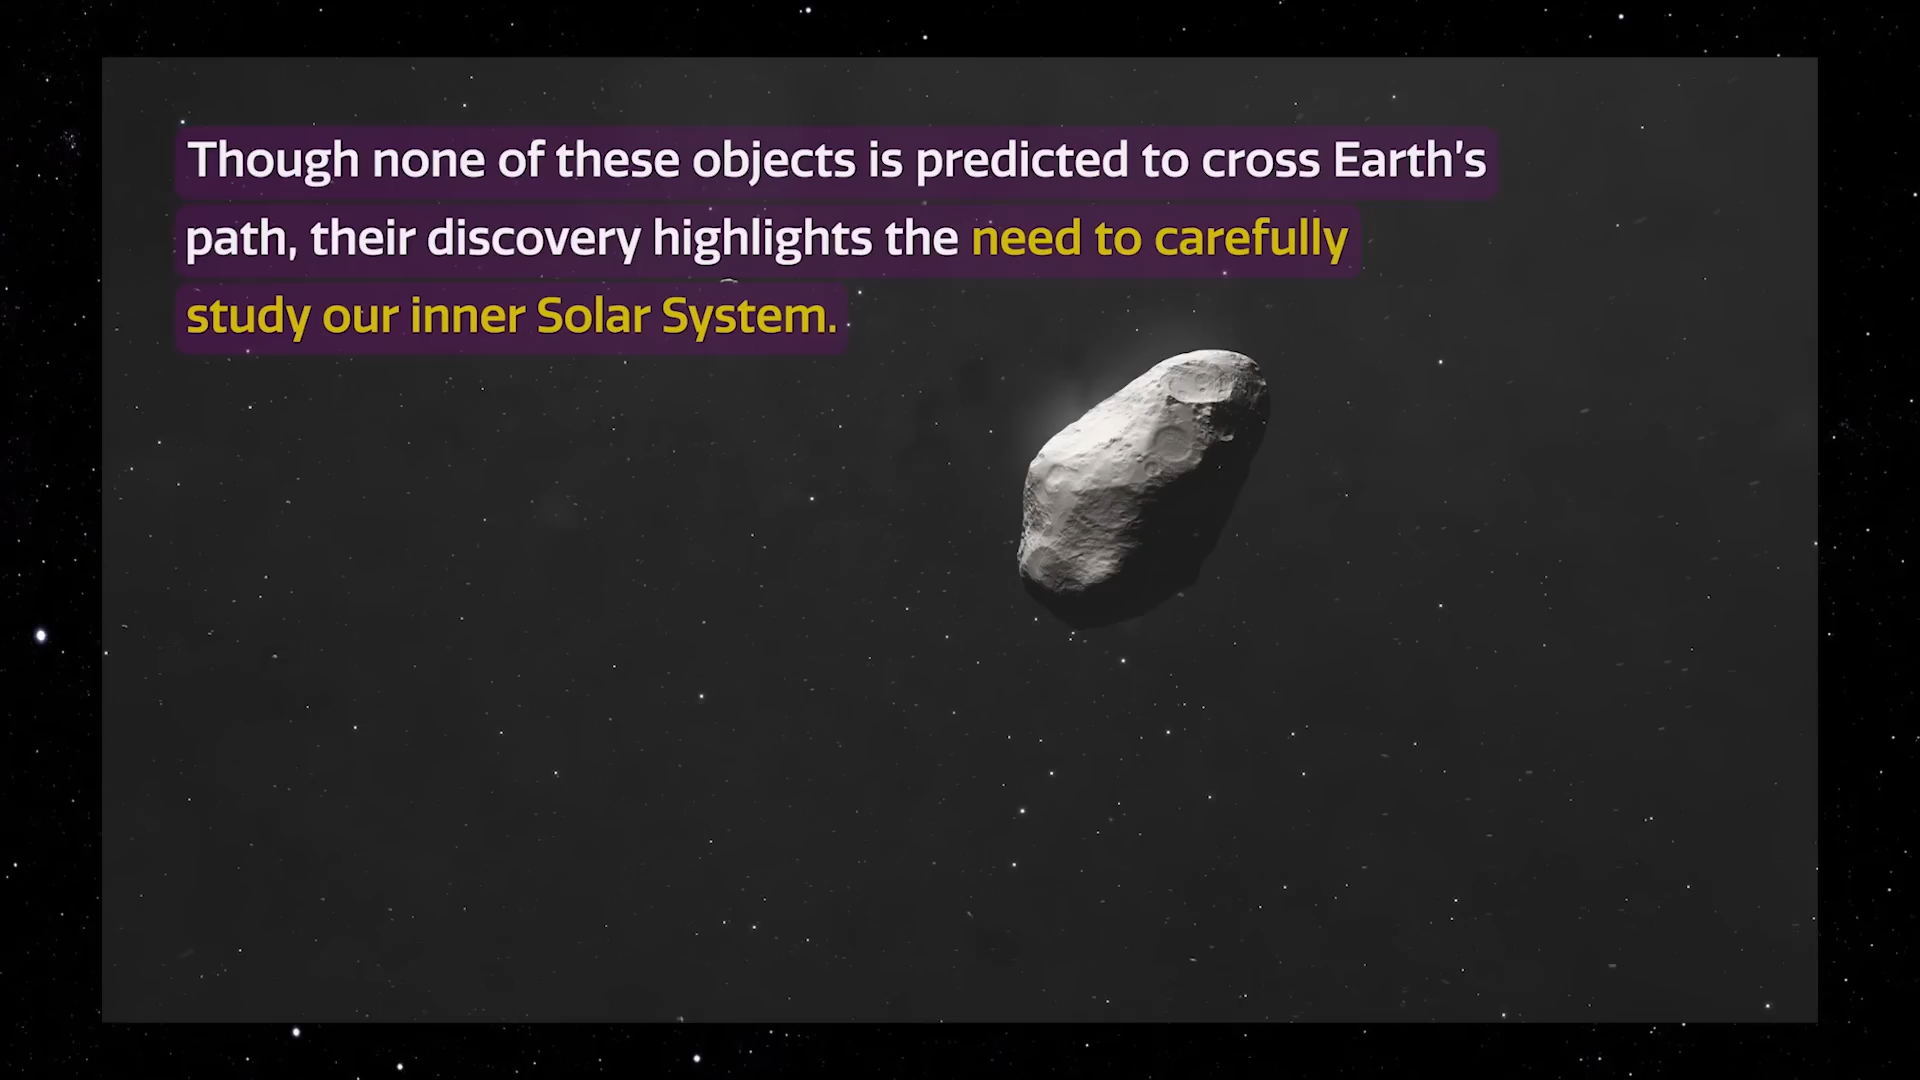 Though none of these objects is predicted to cross Earth's
path, their discovery highlights the need to carefully
study our inner Solar System.